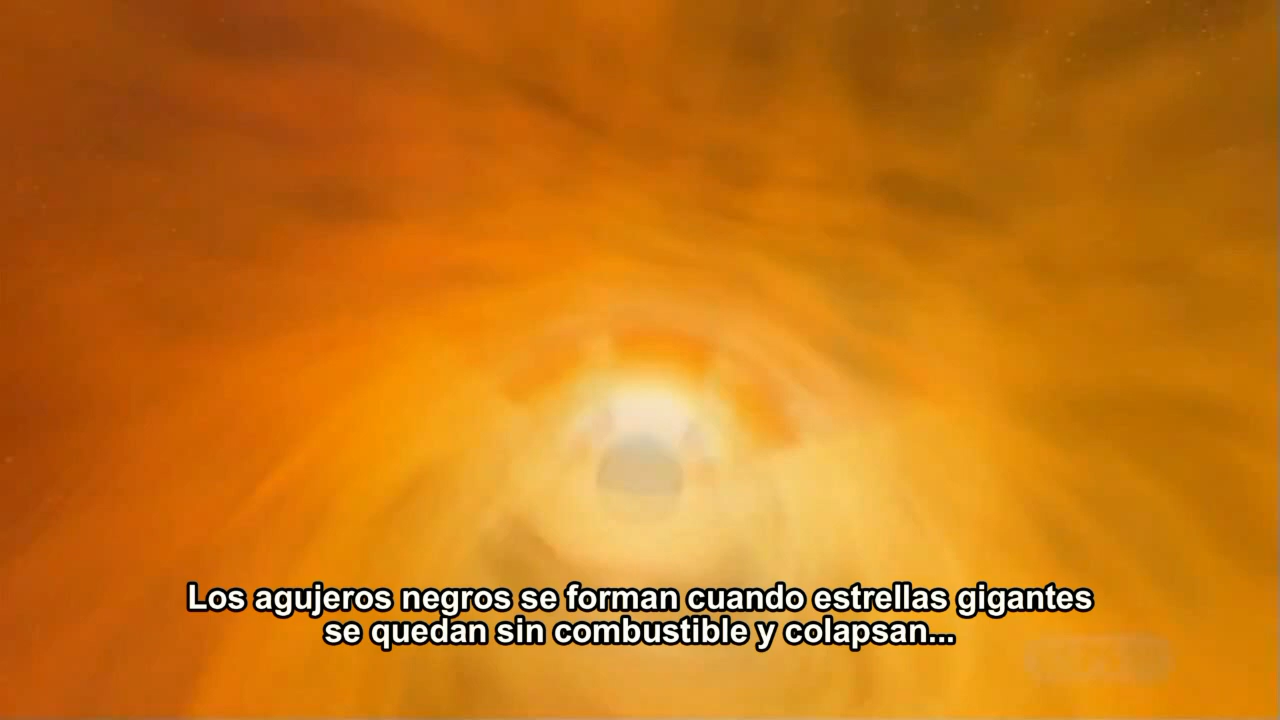 Los agujeros negros se forman cuando estrellas gigantes
se quedan sin combustible y colapsan...